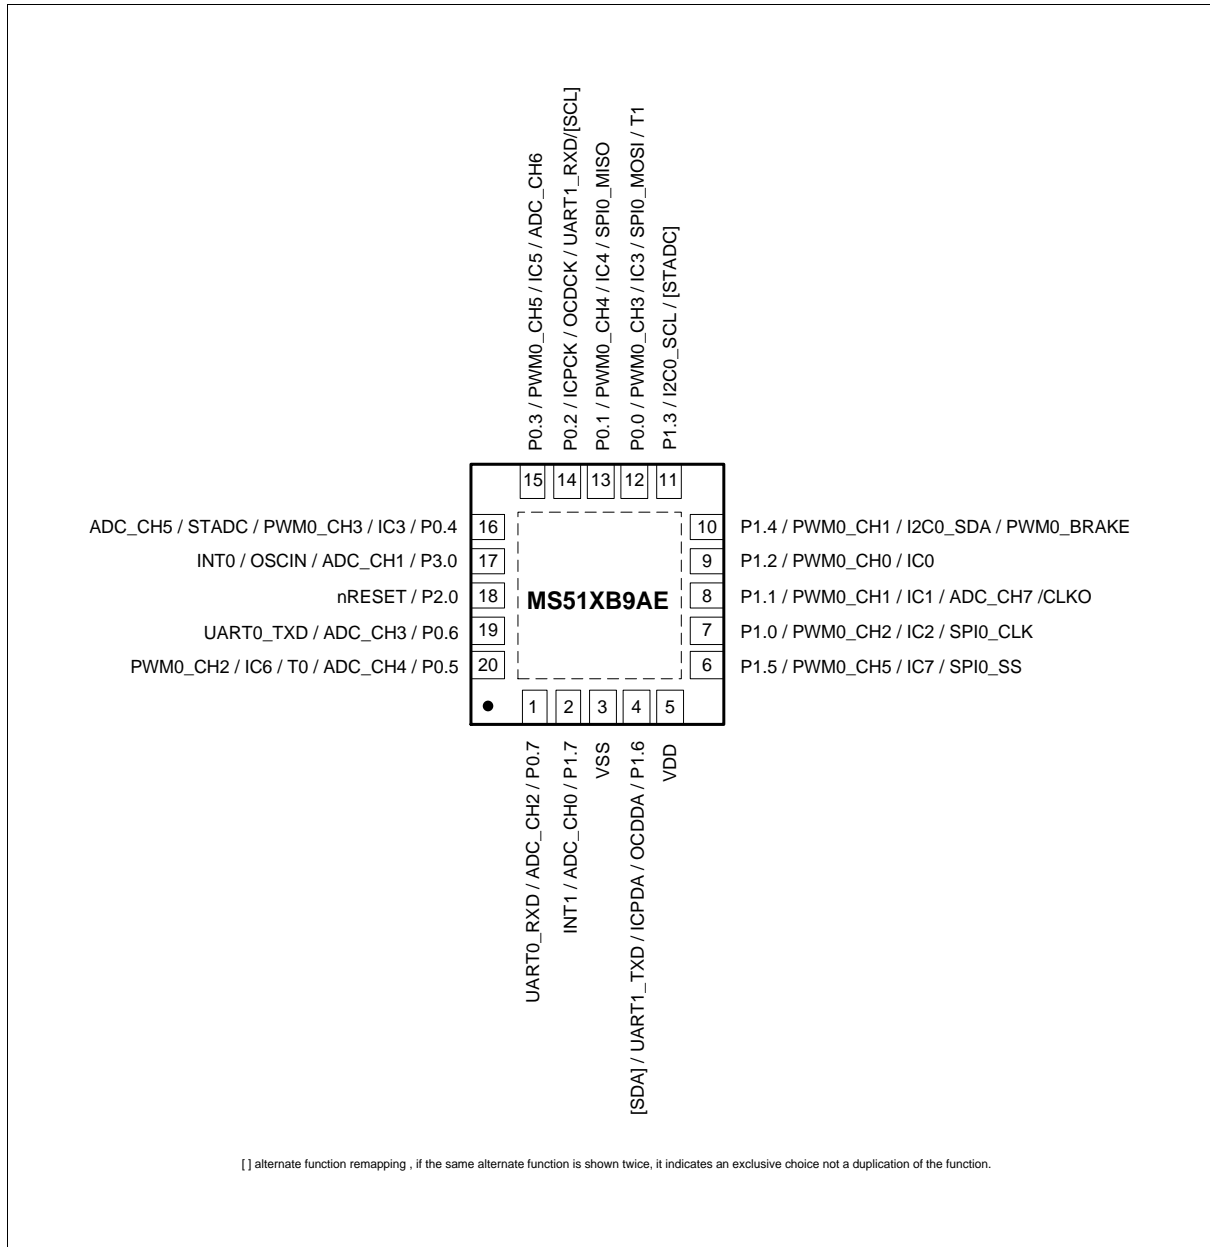 P0.3 / PWM0_CH5 / IC5 / ADC_CH6
P0.2 / ICPCK / OCDCK / UART1_RXD/[SCL]
P0.1 / PWM0_CH4 / IC4 / SPI0_MISO
P0.0 / PWM0_CH3 / IC3 / SPI0_MOSI / T1
P1.3 / I2C0_SCL / [STADC]
15
14
13
12
11
ADC_CH5 / STADC / PWM0_CH3 / IC3 / P0.4
16
INT0 / OSCIN / ADC_CH1 / P3.0
17
nRESET / P2.0
18
UART0_TXD / ADC_CH3 / P0.6
19
PWM0_CH2 / IC6 / T0 / ADC_CH4 / P0.5
20
MS51XB9AE
10
P1.4 / PWM0_CH1 / I2C0_SDA / PWM0_BRAKE
9
P1.2 / PWM0_CH0 / IC0
8
P1.1 / PWM0_CH1 / IC1 / ADC_CH7 /CLKO
7
P1.0 / PWM0_CH2 / IC2 / SPI0_CLK
6
P1.5 / PWM0_CH5 / IC7 / SPI0_SS
1
2
3
4
5
UART0_RXD / ADC_CH2 / P0.7
INT1 / ADC_CH0 / P1.7
VSS
[SDA] / UART1_TXD / ICPDA / OCDDA / P1.6
VDD
[ ] alternate function remapping , if the same alternate function is shown twice, it indicates an exclusive choice not a duplication of the function.